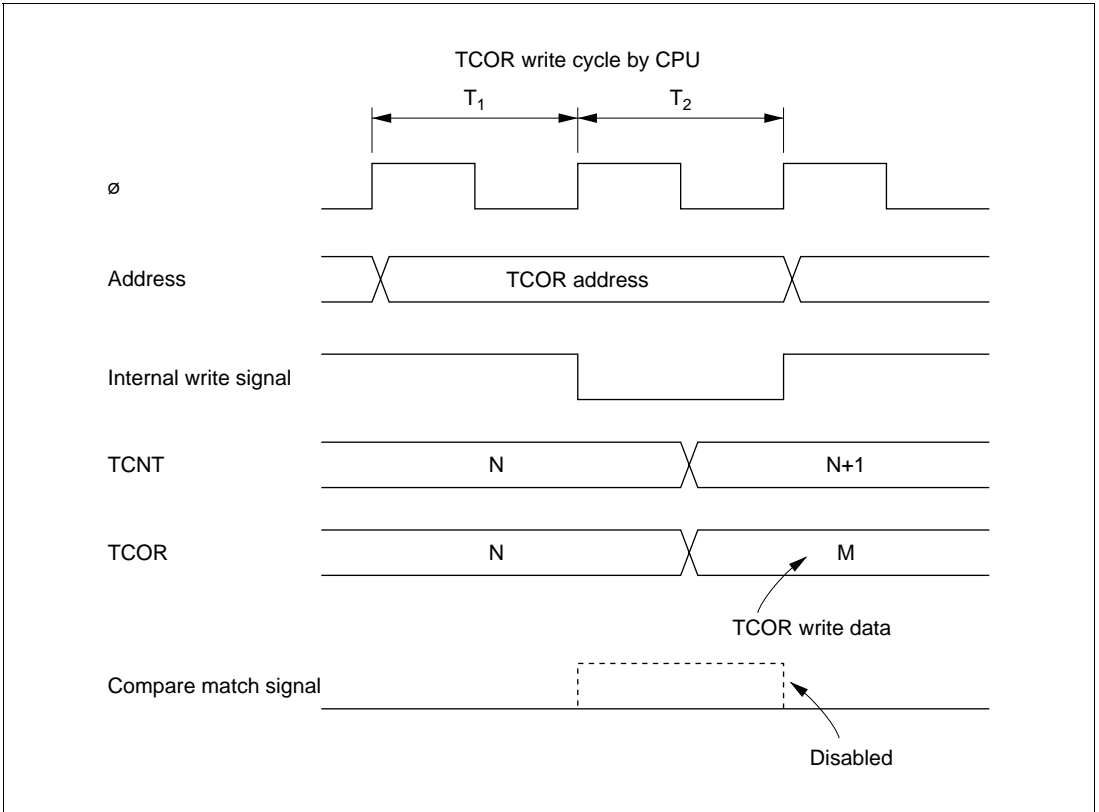 TCOR write cycle by CPU
T1 T2
ø
Address TCOR address
Internal write signal
TCNT N N+1
TCOR N M
TCOR write data
Compare match signal
Disabled